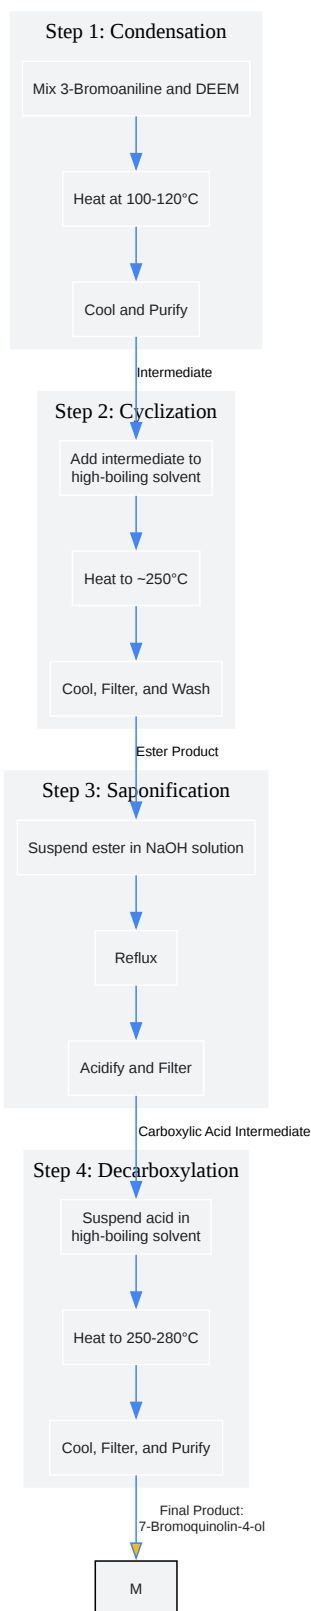 Step 1: Condensation
Mix 3-Bromoaniline and DEEM
Heat at 100-120°C
Cool and Purify
Intermediate
Step 2: Cyclization
Add intermediate to
high-boiling solvent
Heat to ~250°C
Cool, Filter, and Wash
Ester Product
Step 3: Saponification
Suspend ester in NaOH solution
Reflux
Acidify and Filter
Carboxylic Acid Intermediate
Step 4: Decarboxylation
Suspend acid in
high-boiling solvent
Heat to 250-280°C
Cool, Filter, and Purify
Final Product:
7-Bromoquinolin-4-ol
M